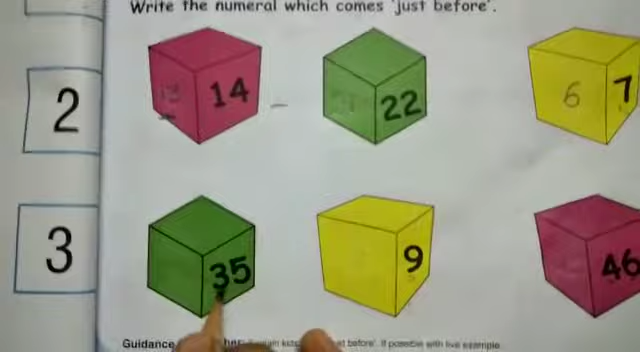 Write the numeral which comes 'just before'.
2 13 14 22 6 7
3 35 9 46
Guidance
'just before'. If possible with live example